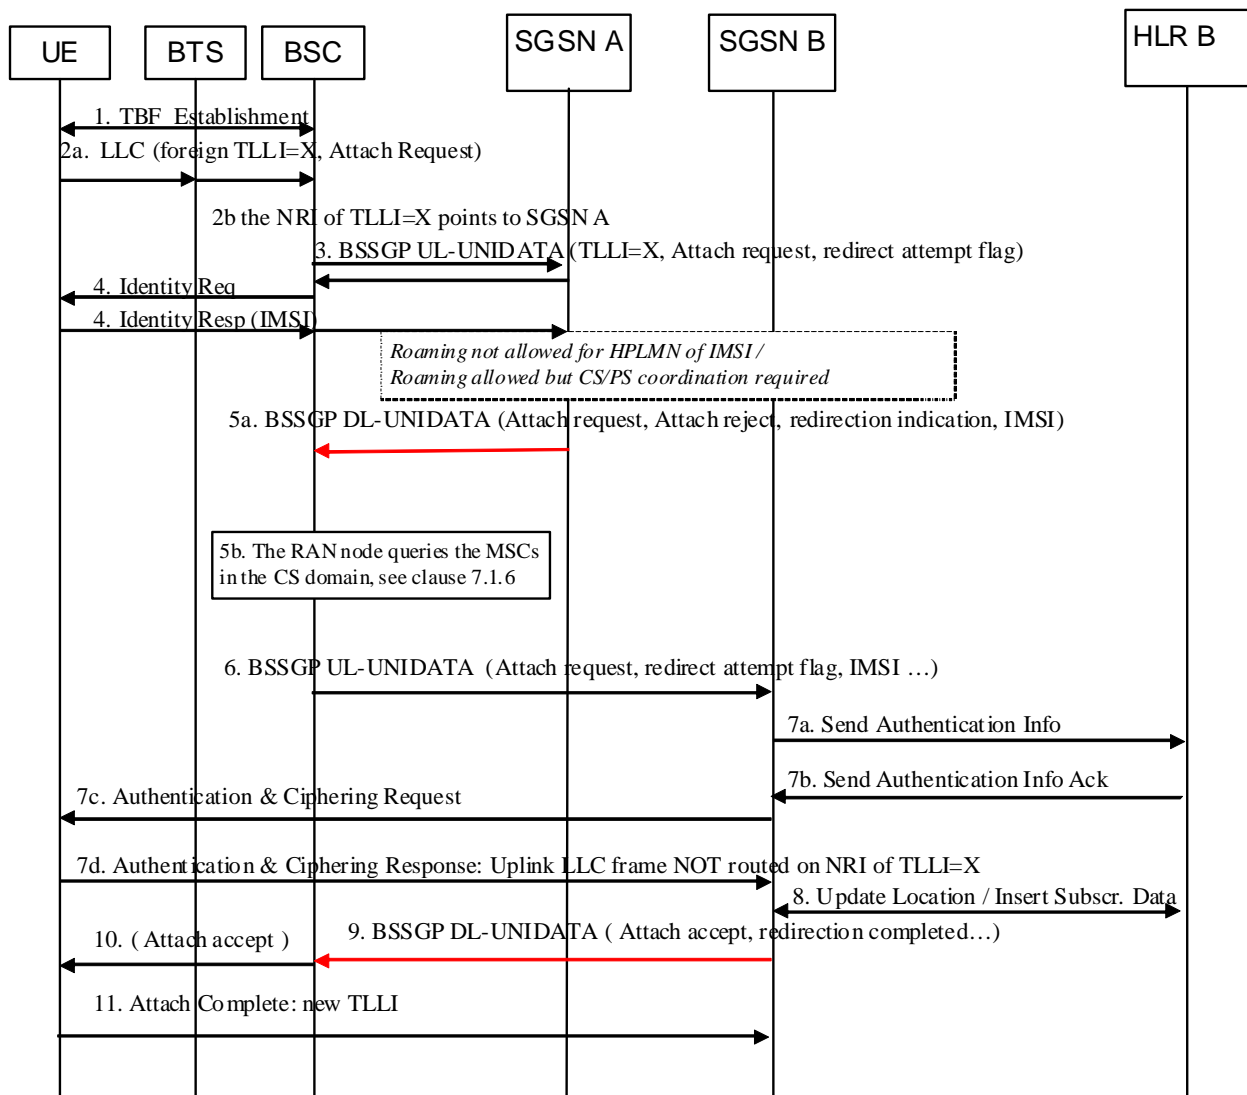 UE
BTS
BSC
SGSN A
SGSN B
HLR B
1. TBF Establishment
2a. LLC (foreign TLLI=X, Attach Request)
2b the NRI of TLLI=X points to SGSN A
3. BSSGP UL-UNIDATA (TLLI=X, Attach request, redirect attempt flag)
4. Identity Req
4. Identity Resp (IMSI)
Roaming not allowed for HPLMN of IMSI /
Roaming allowed but CS/PS coordination required
5a. BSSGP DL-UNIDATA (Attach request, Attach reject, redirection indication, IMSI)
5b. The RAN node queries the MSCs
in the CS domain, see clause 7.1.6
6. BSSGP UL-UNIDATA (Attach request, redirect attempt flag, IMSI …)
7a. Send Authentication Info
7b. Send Authentication Info Ack
7c. Authentication & Ciphering Request
7d. Authentication & Ciphering Response: Uplink LLC frame NOT routed on NRI of TLLI=X
8. Update Location / Insert Subscr. Data
9. BSSGP DL-UNIDATA ( Attach accept, redirection completed…)
10. ( Attach accept )
11. Attach Complete: new TLLI